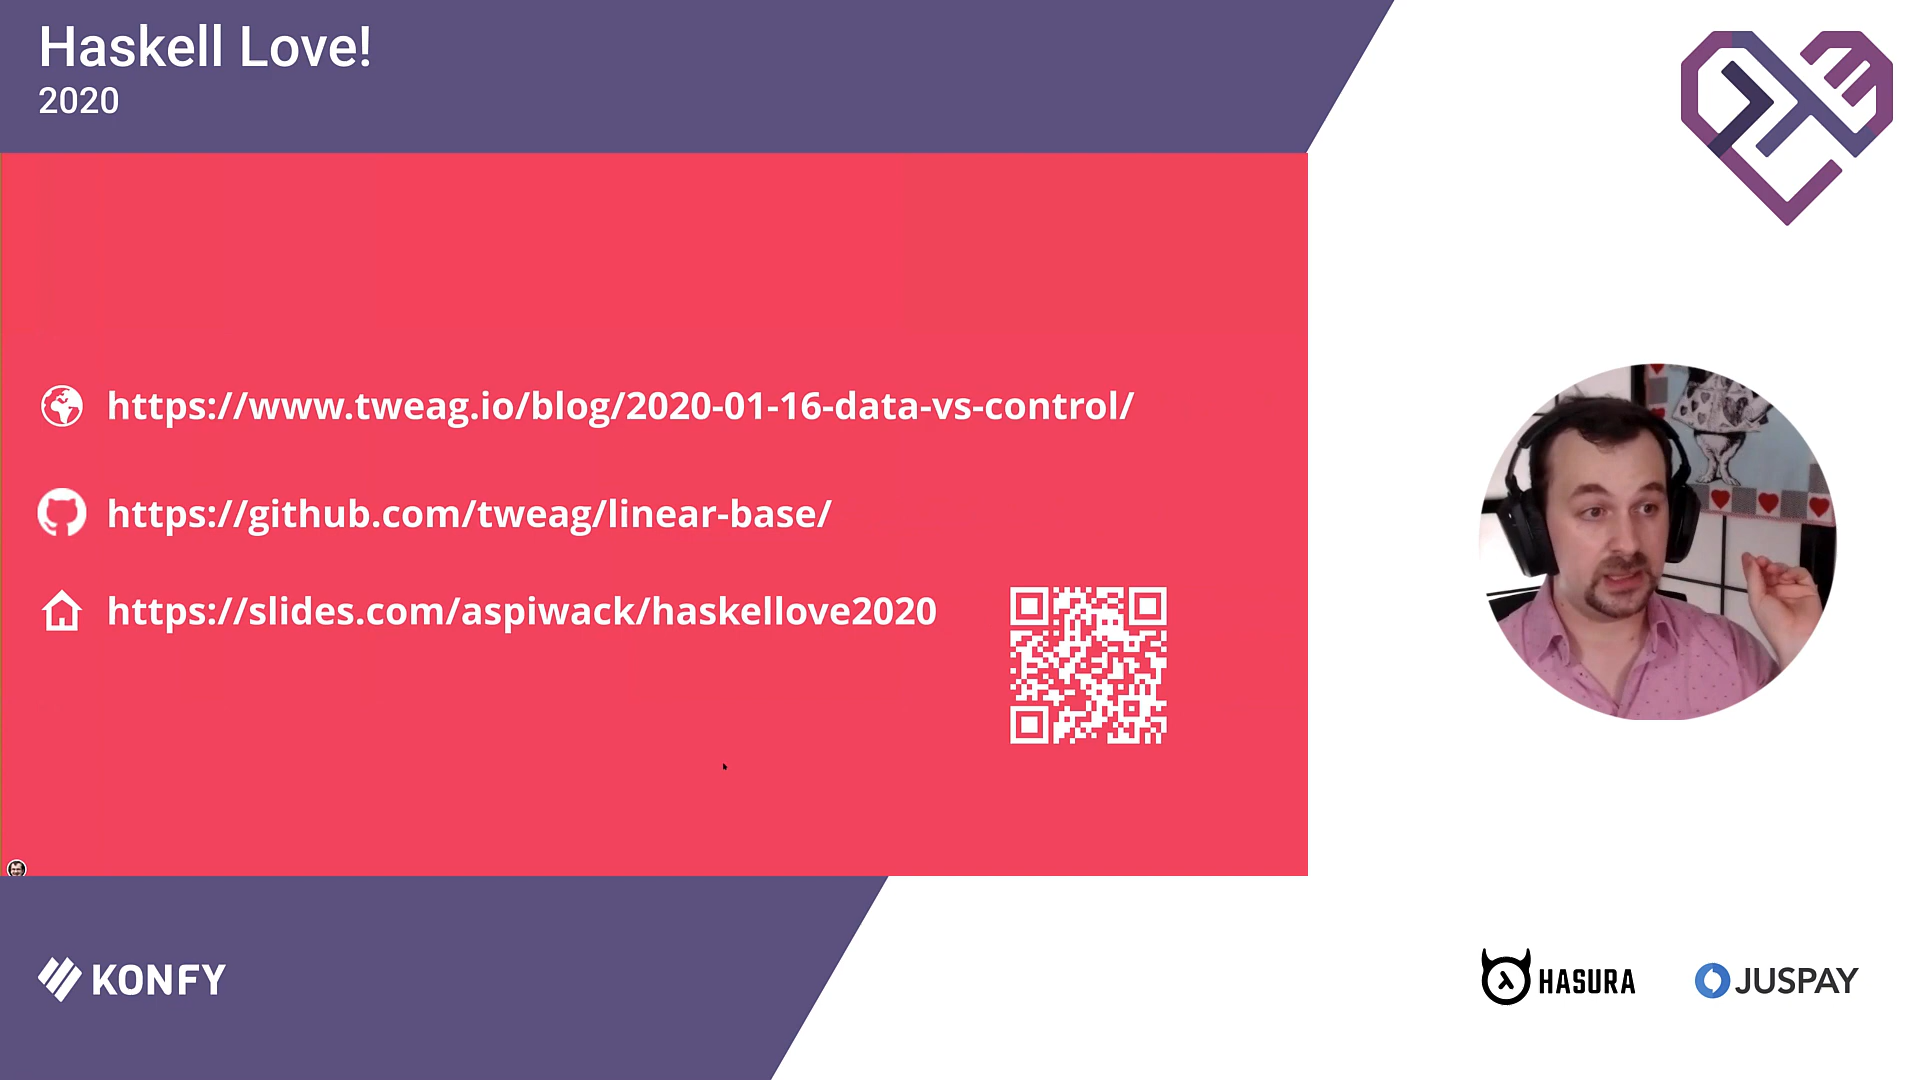 Haskell Love!
2020
https://www.tweag.io/blog/2020-01-16-data-vs-control/
https://github.com/tweag/linear-base/
https://slides.com/aspiwack/haskellove2020
KONFY
HASURA
JUSPAY